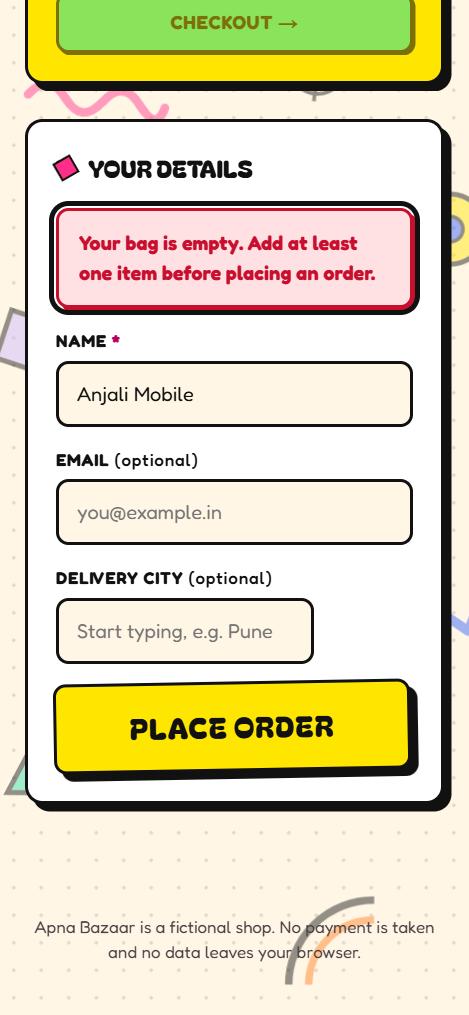 CHECKOUT →
YOUR DETAILS
Your bag is empty. Add at least
one item before placing an order.
NAME *
Anjali Mobile
EMAIL (optional)
you@example.in
DELIVERY CITY (optional)
Start typing, e.g. Pune
PLACE ORDER
Apna Bazaar is a fictional shop. No payment is taken
and no data leaves your browser.